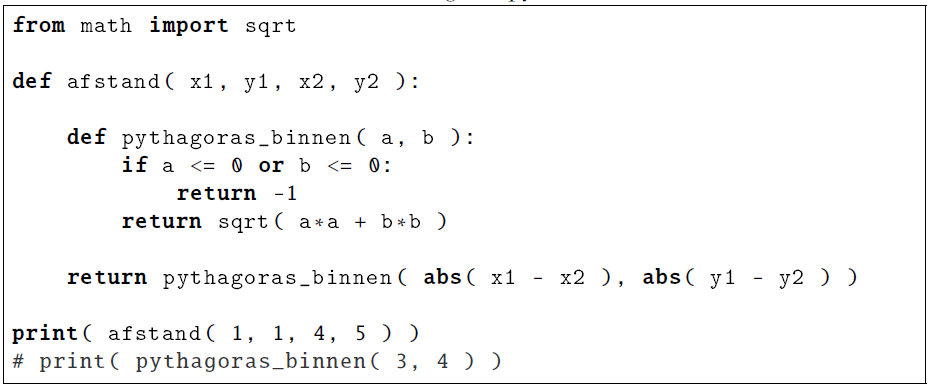 from math import sqrt
def afstand( x1, y1, x2, y2 ):
    def pythagoras_binnen( a, b ):
        if a <= 0 or b <= 0:
            return -1
        return sqrt( a*a + b*b )
    return pythagoras_binnen( abs( x1 - x2 ), abs( y1 - y2 ) )
print( afstand( 1, 1, 4, 5 ) )
# print( pythagoras_binnen( 3, 4 ) )